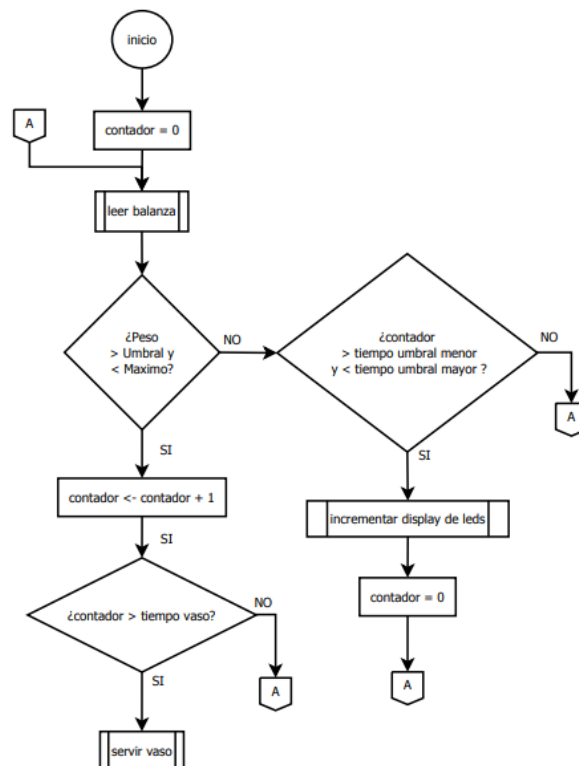 inicio
A
contador = 0
leer balanza
¿Peso
> Umbral y
< Maximo?
NO
¿contador
> tiempo umbral menor
y < tiempo umbral mayor ?
NO
A
SI
SI
contador <- contador + 1
incrementar display de leds
SI
contador = 0
¿contador > tiempo vaso?
NO
A
A
SI
servir vaso